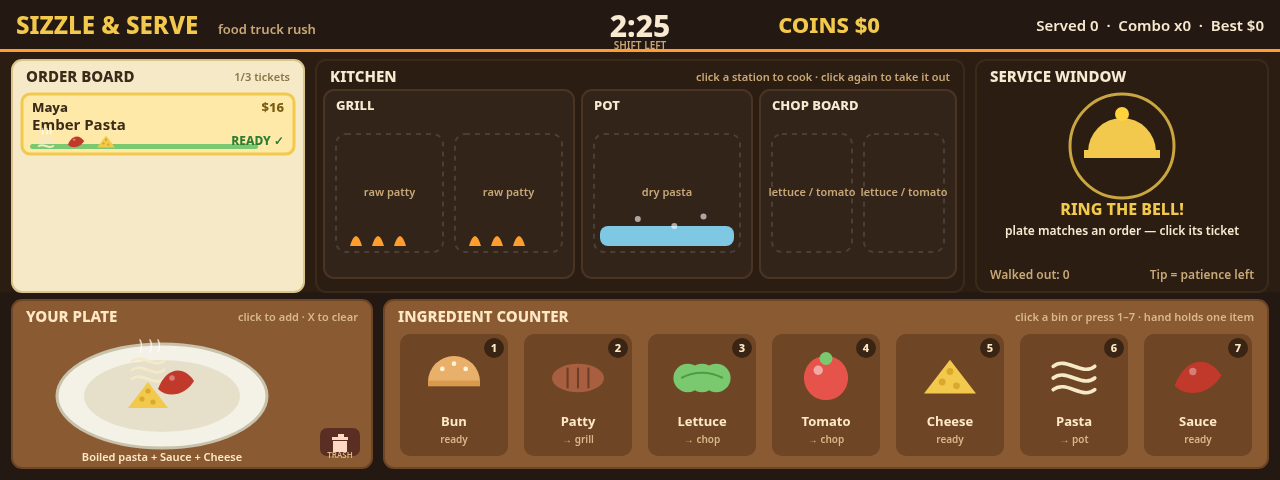 SIZZLE & SERVE food truck rush 2:25 COINS $0 Served 0 · Combo x0 · Best $0
SHIFT LEFT
ORDER BOARD 1/3 tickets
Maya $16
Ember Pasta
READY ✓
KITCHEN click a station to cook · click again to take it out
GRILL
raw patty raw patty
POT
dry pasta
CHOP BOARD
lettuce / tomato lettuce / tomato
SERVICE WINDOW
RING THE BELL!
plate matches an order — click its ticket
Walked out: 0 Tip = patience left
YOUR PLATE click to add · X to clear
Boiled pasta + Sauce + Cheese
TRASH
INGREDIENT COUNTER click a bin or press 1–7 · hand holds one item
1 2 3 4 5 6 7
Bun Patty Lettuce Tomato Cheese Pasta Sauce
ready → grill → chop → chop ready → pot ready